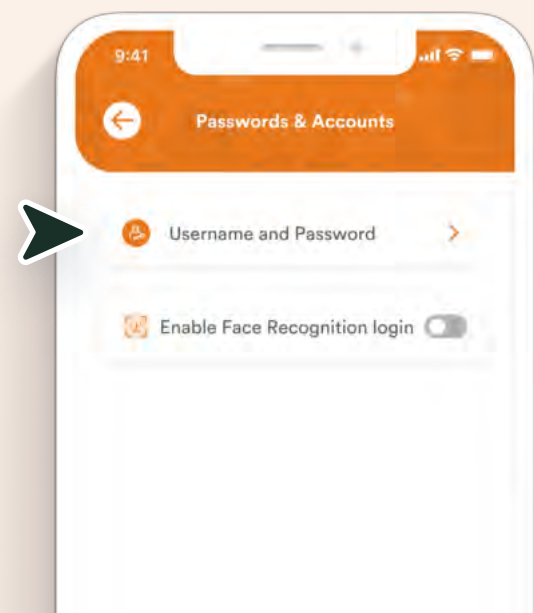 9:41
Passwords & Accounts
Username and Password
Enable Face Recognition login